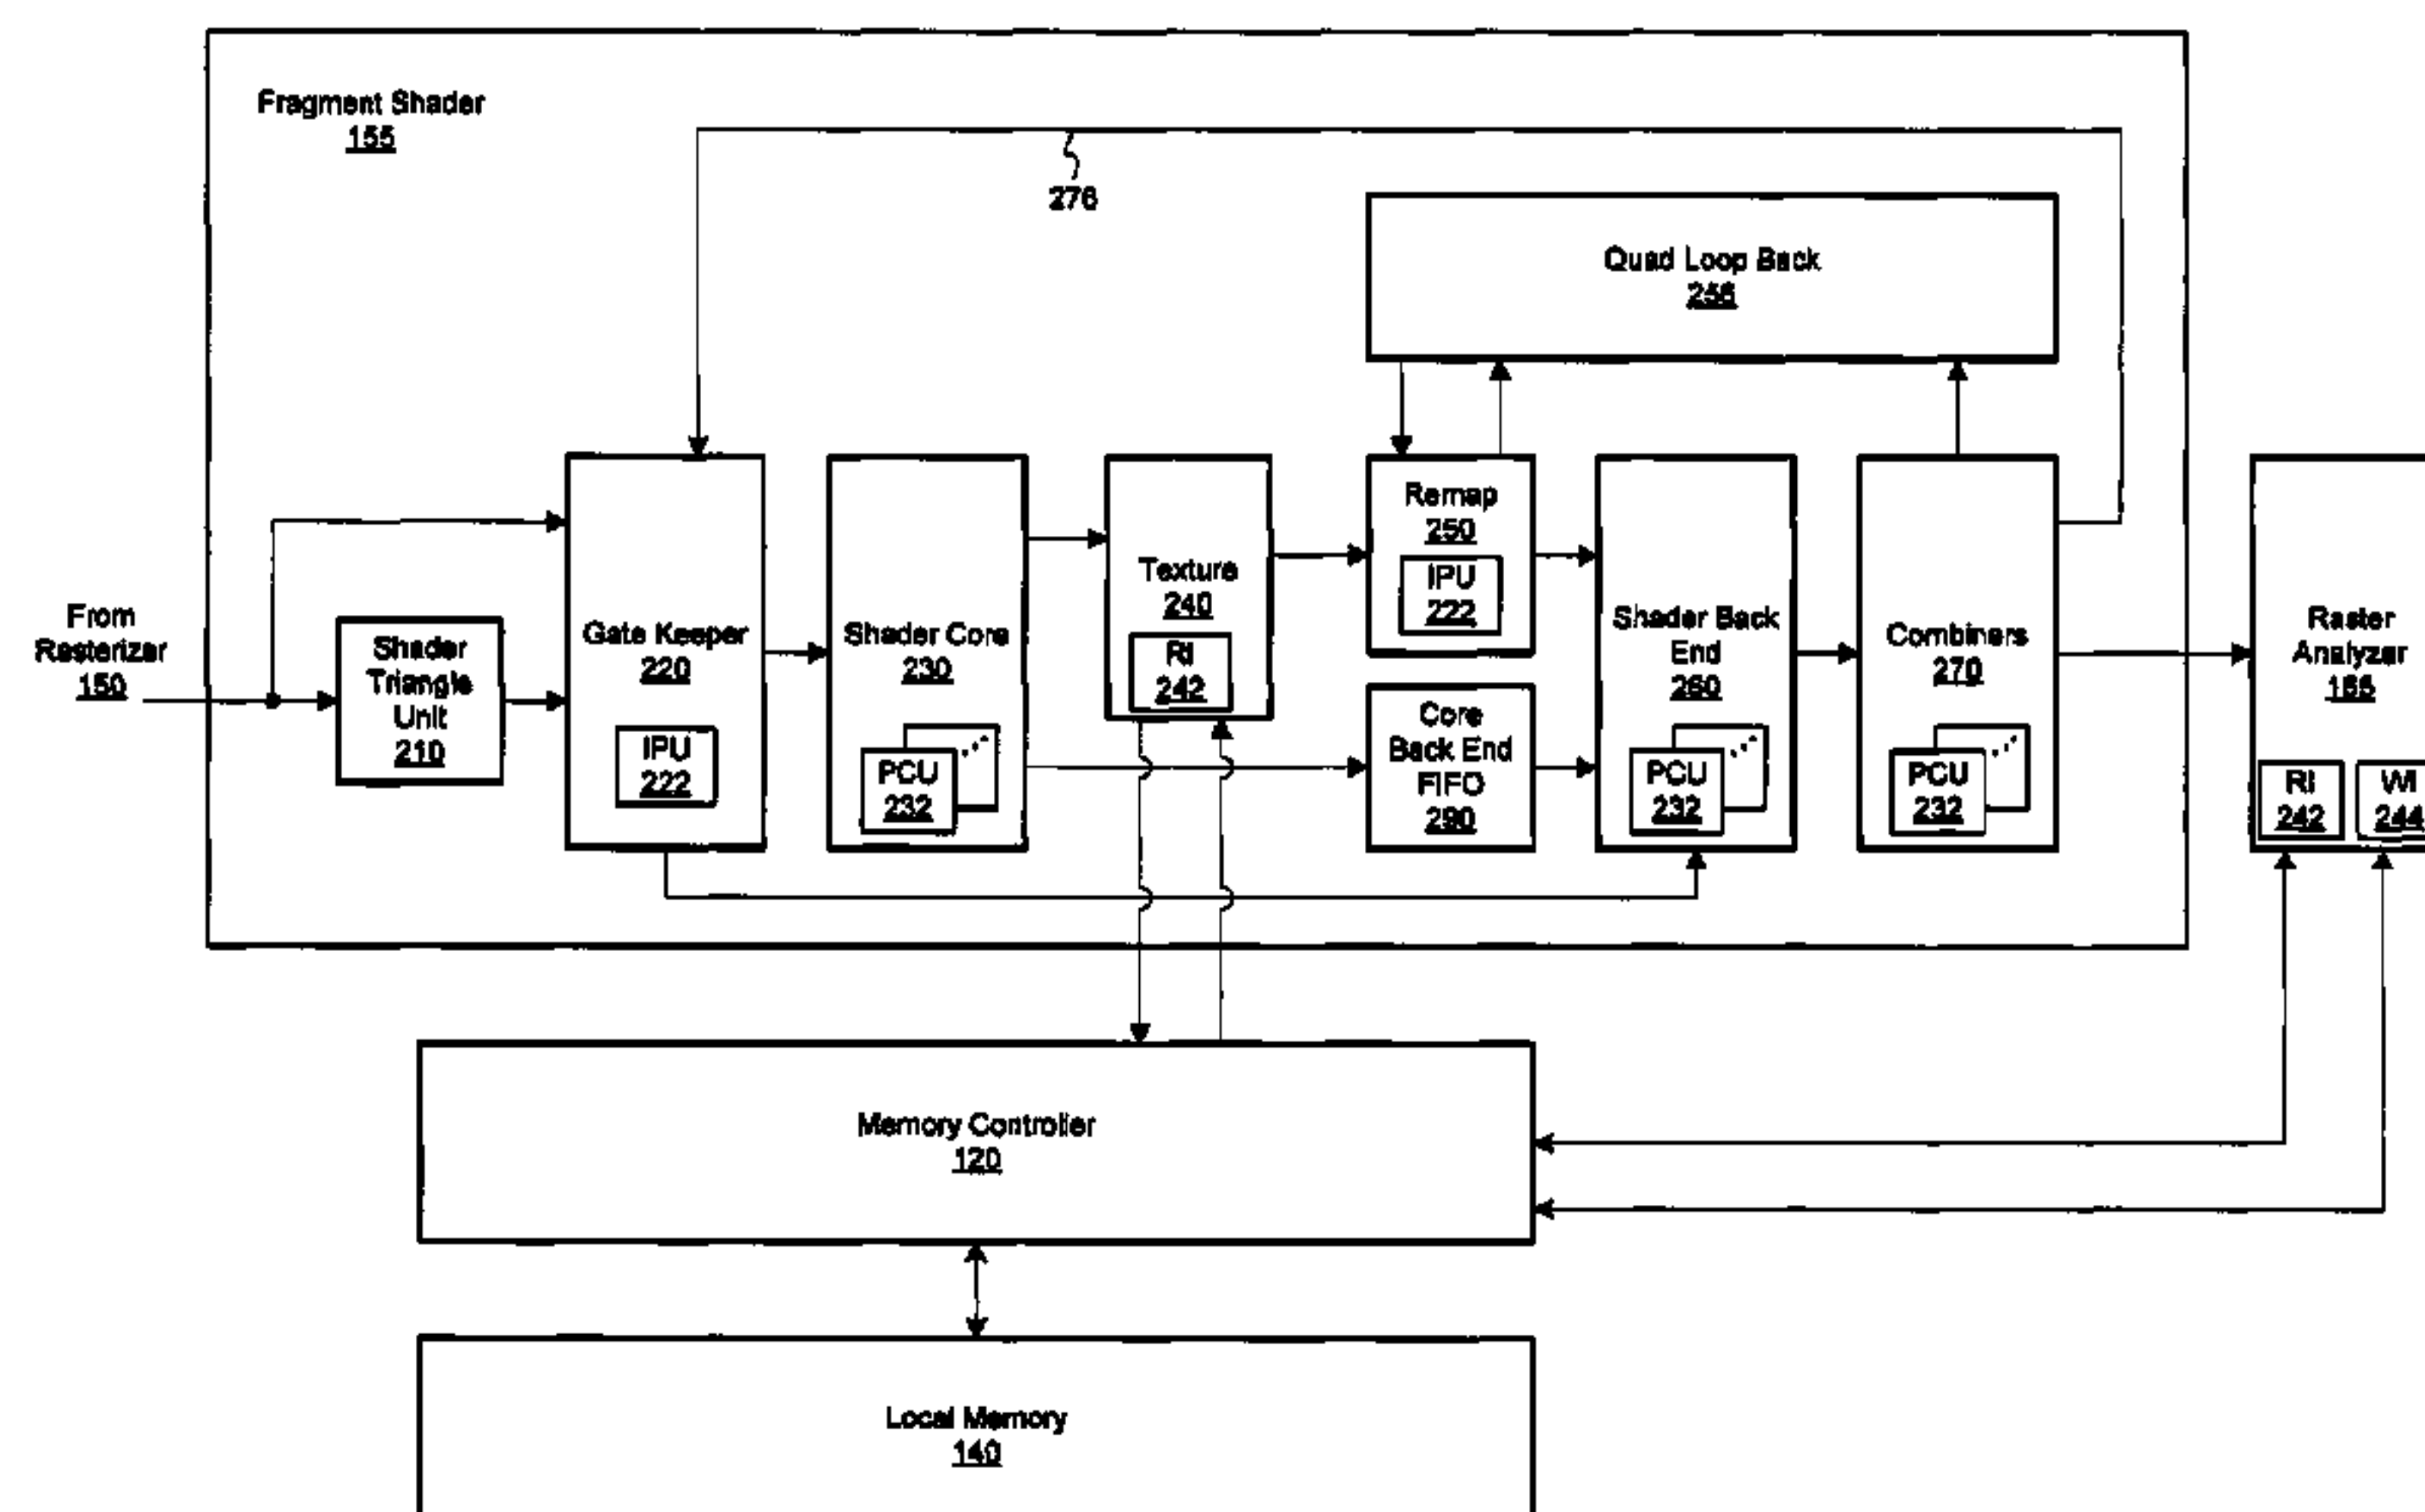 Fragment Shader
155
276
Quad Loop Back
256
From
Rasterizer
150
Shader
Triangle
Unit
210
Gate Keeper
220
IPU
222
Shader Core
230
PCU
232
Texture
240
RI
242
Remap
250
IPU
222
Core
Back End
FIFO
290
Shader Back
End
260
PCU
232
Combiners
270
PCU
232
Raster
Analyzer
165
RI
242
WI
244
Memory Controller
120
Local Memory
140